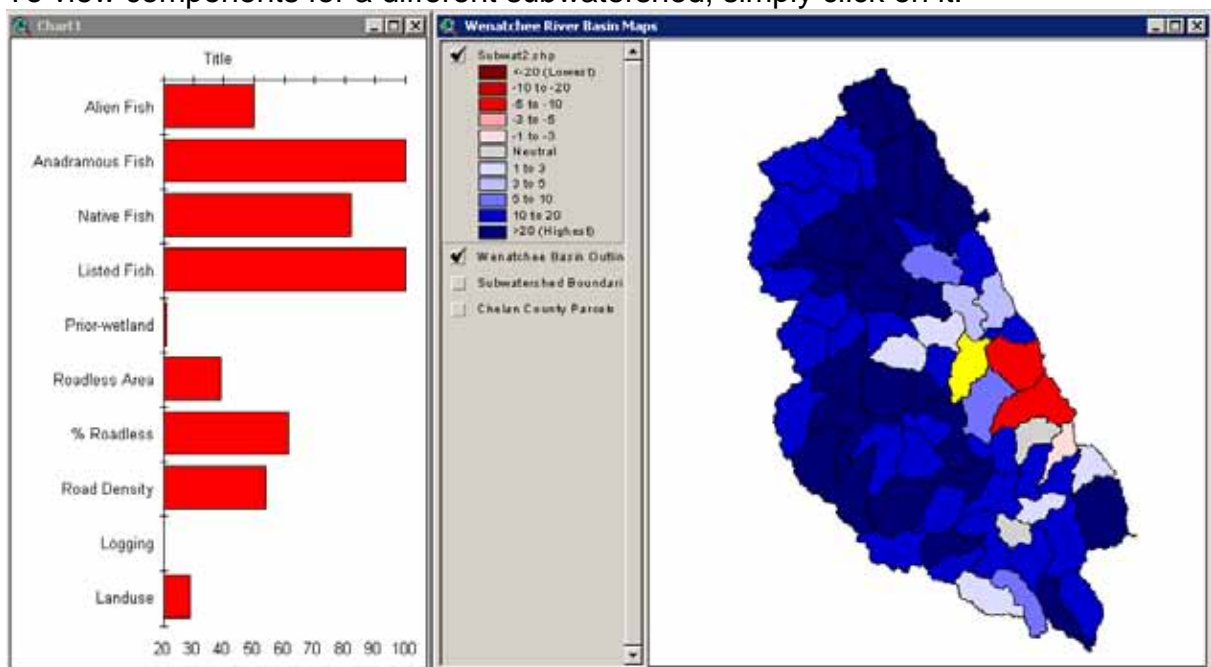 To view components for a different subwatershed, simply click on it.
Chart1
Title
Alien Fish
Anadramous Fish
Native Fish
Listed Fish
Prior-wetland
Roadless Area
% Roadless
Road Density
Logging
Landuse
20 30 40 50 60 70 80 90 100
Wenatchee River Basin Maps
Subwat2.shp
<-20 (Lowest)
-10 to -20
-5 to -10
-3 to -5
-1 to -3
Neutral
1 to 3
3 to 5
5 to 10
10 to 20
>20 (Highest)
Wenatchee Basin Outlin
Subwatershed Boundari
Chelan County Parcels